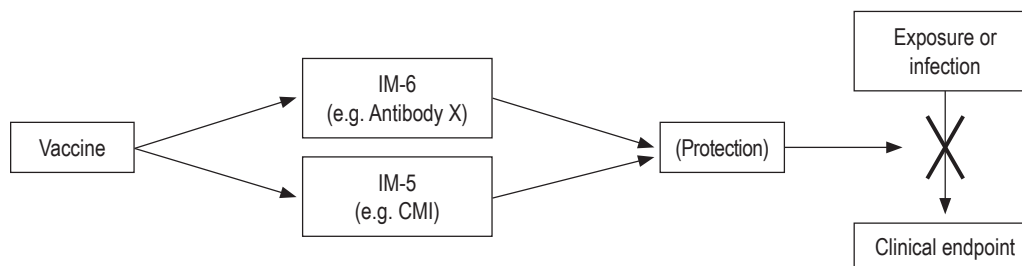 Vaccine
IM-6
(e.g. Antibody X)
IM-5
(e.g. CMI)
(Protection)
Exposure or
infection
Clinical endpoint